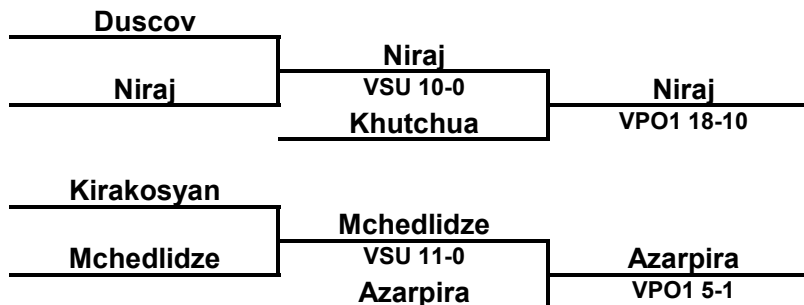 Duscov
Niraj
Niraj
VSU 10-0
Khutchua
Niraj
VPO1 18-10
Kirakosyan
Mchedlidze
Mchedlidze
VSU 11-0
Azarpira
Azarpira
VPO1 5-1